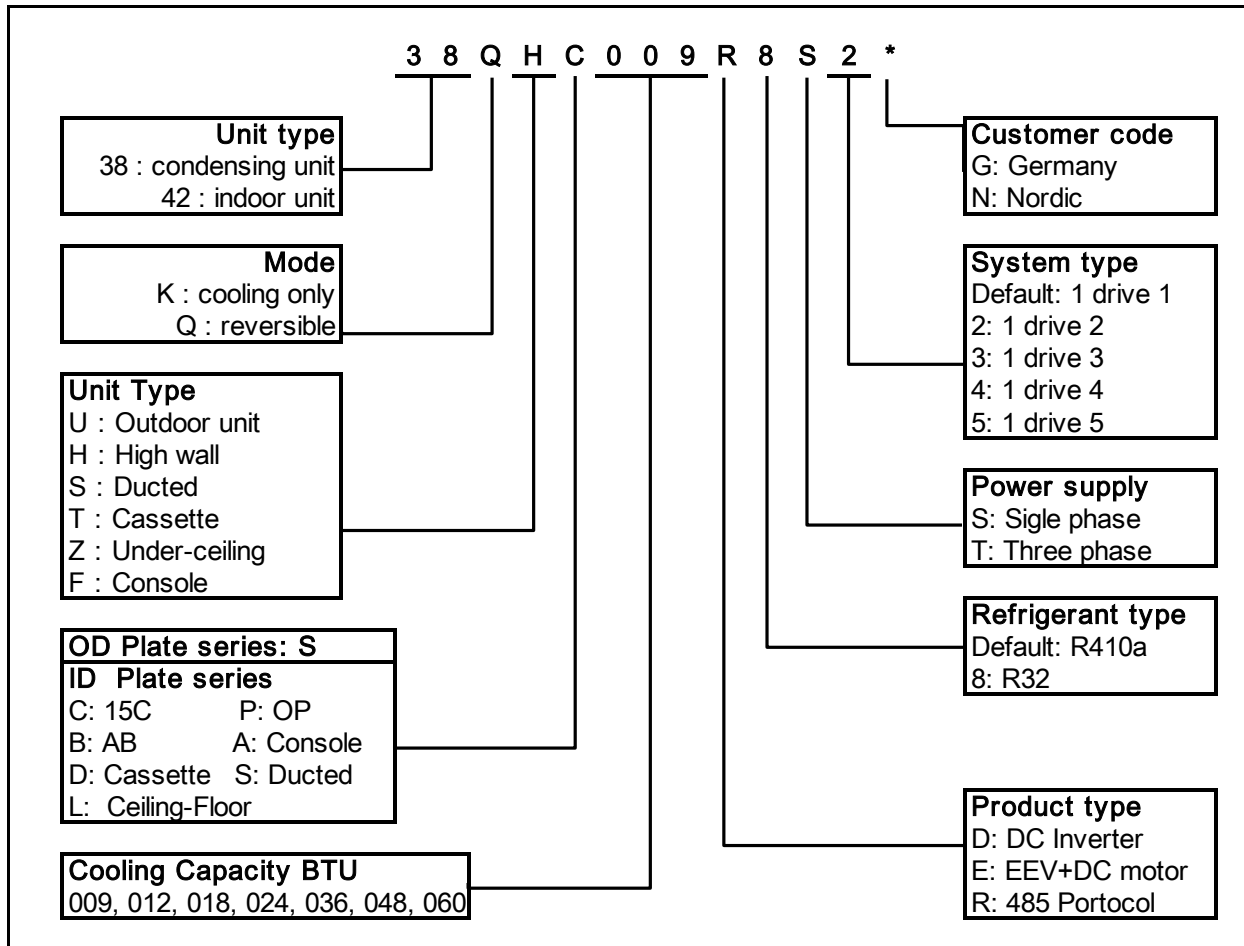 3 8 Q H C 0 0 9 R 8 S 2 *
Unit type
38 : condensing unit
42 : indoor unit
Mode
K : cooling only
Q : reversible
Unit Type
U : Outdoor unit
H : High wall
S : Ducted
T : Cassette
Z : Under-ceiling
F : Console
OD Plate series: S
ID Plate series
C: 15C P: OP
B: AB A: Console
D: Cassette S: Ducted
L: Ceiling-Floor
Cooling Capacity BTU
009, 012, 018, 024, 036, 048, 060
Customer code
G: Germany
N: Nordic
System type
Default: 1 drive 1
2: 1 drive 2
3: 1 drive 3
4: 1 drive 4
5: 1 drive 5
Power supply
S: Sigle phase
T: Three phase
Refrigerant type
Default: R410a
8: R32
Product type
D: DC Inverter
E: EEV+DC motor
R: 485 Portocol